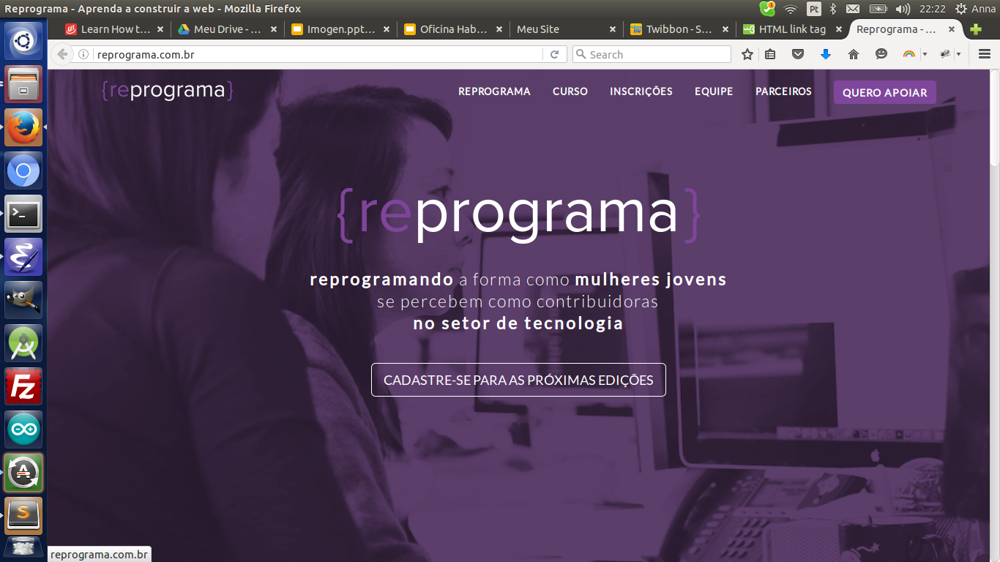 Reprograma - Aprenda a construir a web - Mozilla Firefox
Pt
22:22
Anna
Learn How t...
Meu Drive - ...
Imogen.ppt...
Oficina Hab...
Meu Site
Twibbon - S...
HTML link tag
Reprograma - ...
reprograma.com.br
Search
{reprograma}
REPROGRAMA
CURSO
INSCRIÇÕES
EQUIPE
PARCEIROS
QUERO APOIAR
{reprograma}
reprogramando a forma como mulheres jovens
se percebem como contribuidoras
no setor de tecnologia
CADASTRE-SE PARA AS PRÓXIMAS EDIÇÕES
reprograma.com.br